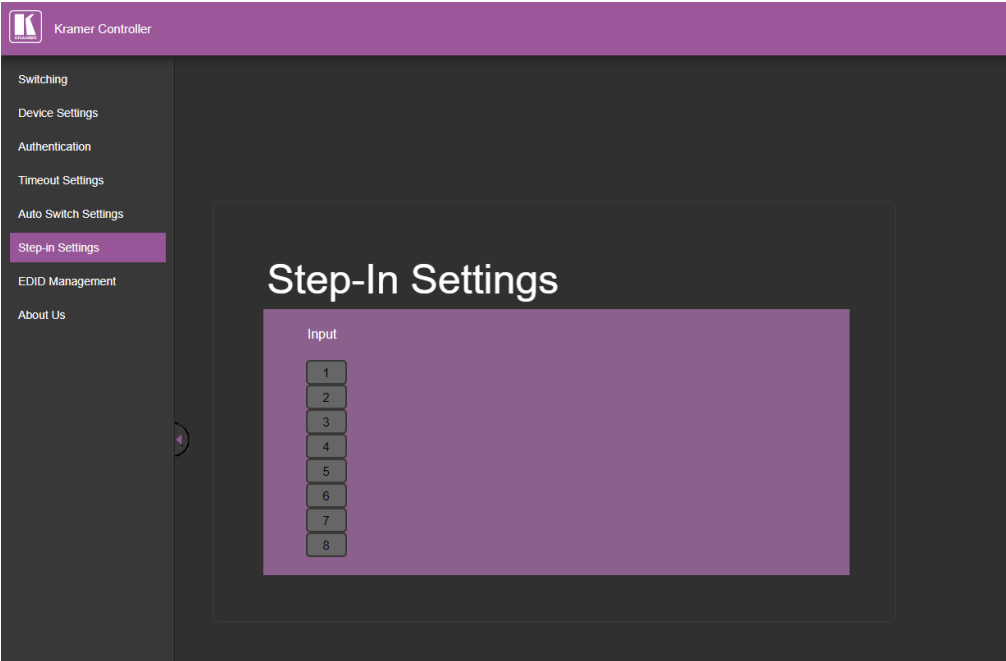 KRAMER
Kramer Controller
Switching
Device Settings
Authentication
Timeout Settings
Auto Switch Settings
Step-in Settings
EDID Management
About Us
Step-In Settings
Input
1
2
3
4
5
6
7
8